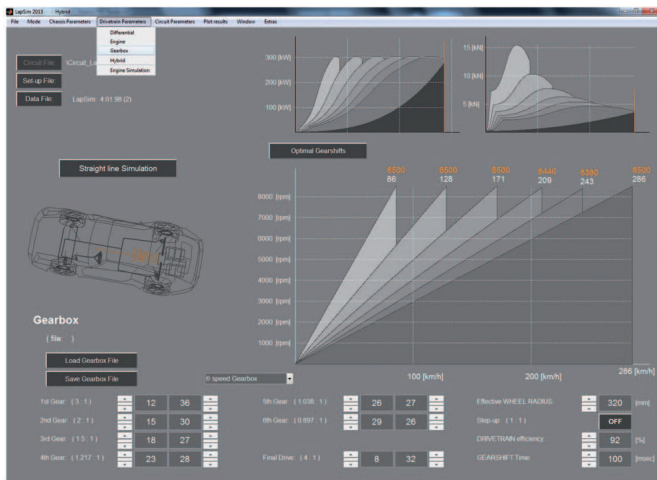 LapSim 2013 Hybrid
File Mode Chassis Parameters Drivetrain Parameters Circuit Parameters Plot results Window Extras
Differential
Engine
Gearbox
Hybrid
Engine Simulation
Circuit File
Set-up File
Data File LapSim 4.01.98 (2)
300 [kW]
200 [kW]
100 [kW]
15 [kN]
10 [kN]
5 [kN]
Straight line Simulation
Optimal Gearshifts
8500 8500 8500 8440 8380 8500
86 128 171 209 243 286
8000 [rpm]
7000 [rpm]
6000 [rpm]
5000 [rpm]
4000 [rpm]
3000 [rpm]
2000 [rpm]
1000 [rpm]
100 [km/h] 200 [km/h] 286 [km/h]
Gearbox
( file: )
Load Gearbox File
Save Gearbox File
6 speed Gearbox
1st Gear: ( 3 : 1 ) 12 36
2nd Gear: ( 2 : 1 ) 15 30
3rd Gear: ( 1.5 : 1 ) 18 27
4th Gear: ( 1.217 : 1 ) 23 28
5th Gear: ( 1.038 : 1 ) 26 27
6th Gear: ( 0.897 : 1 ) 29 26
Final Drive: ( 4 : 1 ) 8 32
Effective WHEEL RADIUS: 320 [mm]
Step-up: ( 1 : 1 ) OFF
DRIVETRAIN efficiency: 92 [%]
GEARSHIFT Time: 100 [msec]